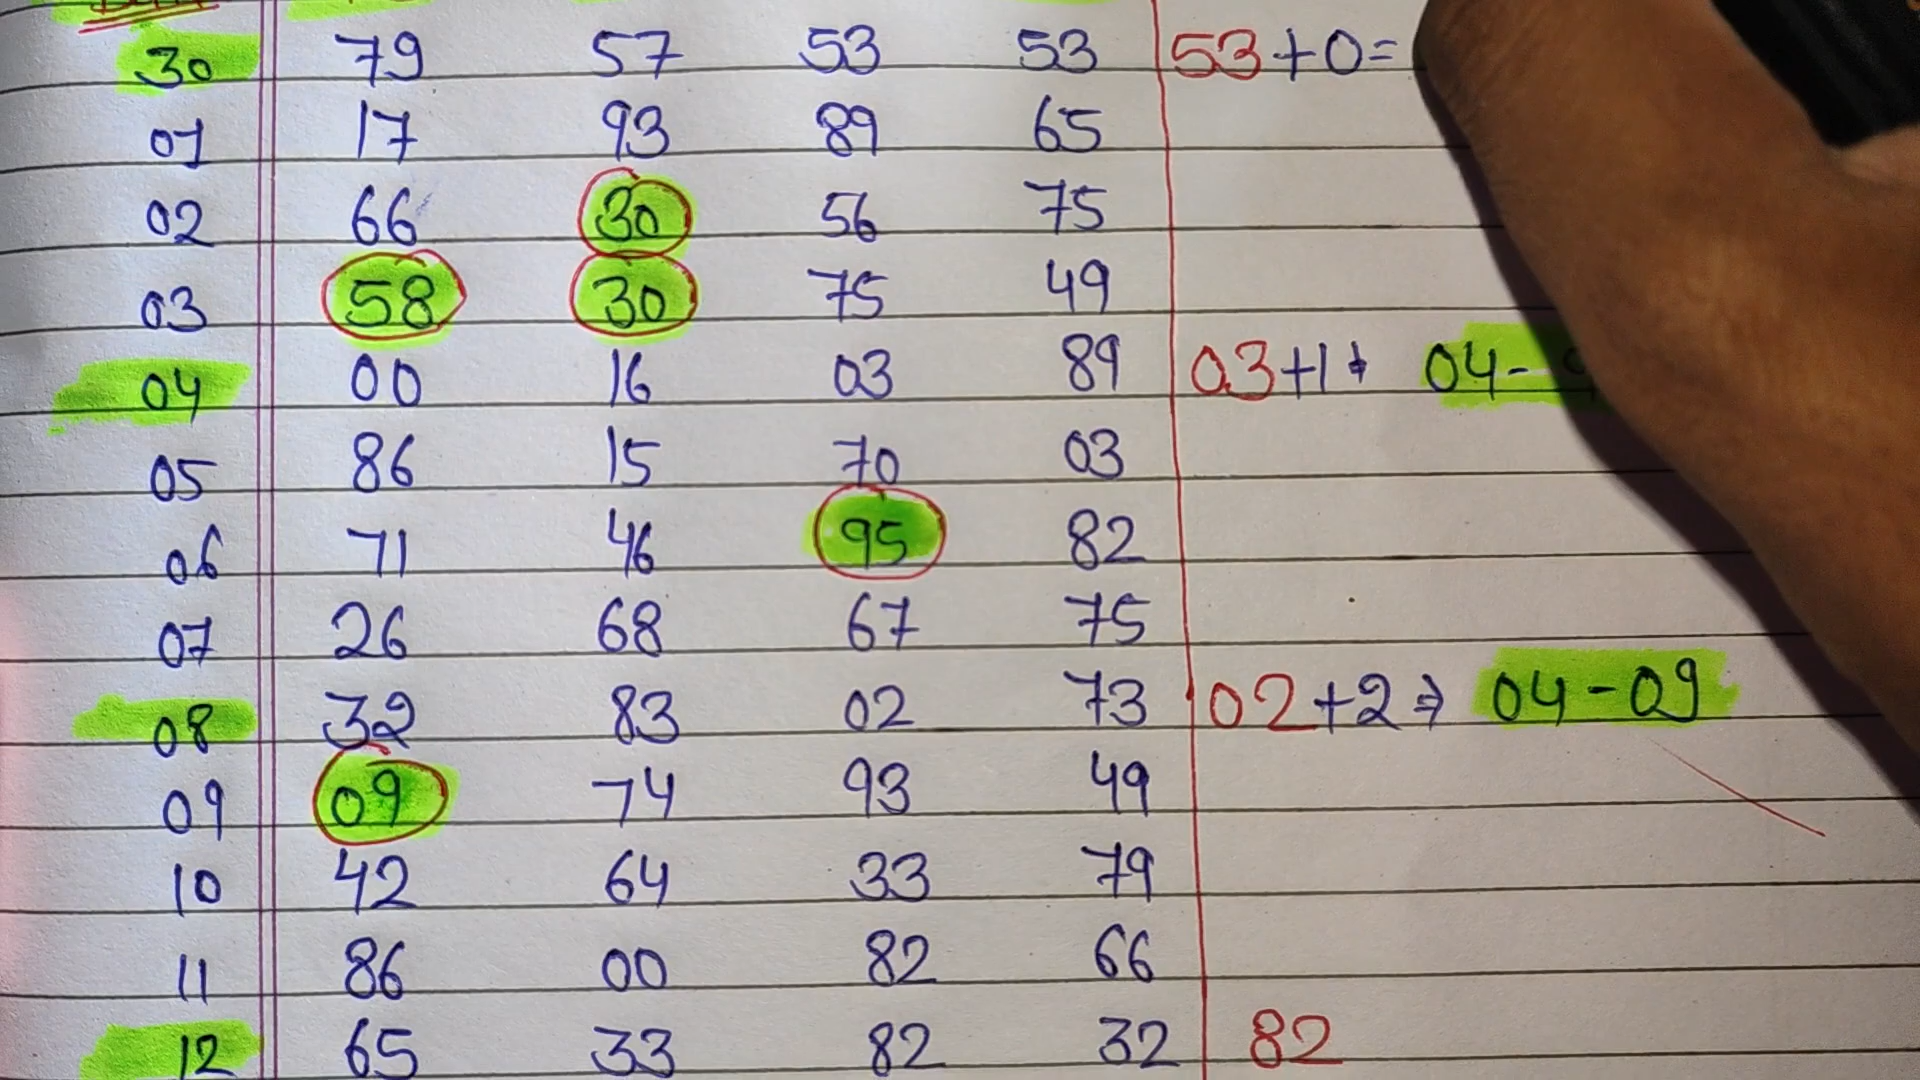 30 79 57 53 53 53+0=
01 17 93 89 65
02 66 30 56 75
03 58 30 75 49
04 00 16 03 89 03+1⇒ 04-
05 86 15 70 03
06 71 46 95 82
07 26 68 67 75
08 32 83 02 73 02+2⇒ 04-09
09 09 74 93 49
10 42 64 33 79
11 86 00 82 66
12 65 33 82 32 82